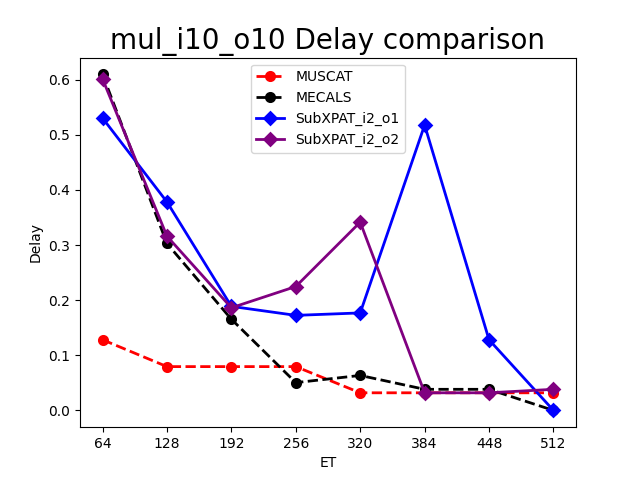 mul_i10_o10 Delay comparison
MUSCAT
MECALS
SubXPAT_i2_o1
SubXPAT_i2_o2
0.6
0.5
0.4
0.3
0.2
0.1
0.0
Delay
64 128 192 256 320 384 448 512
ET